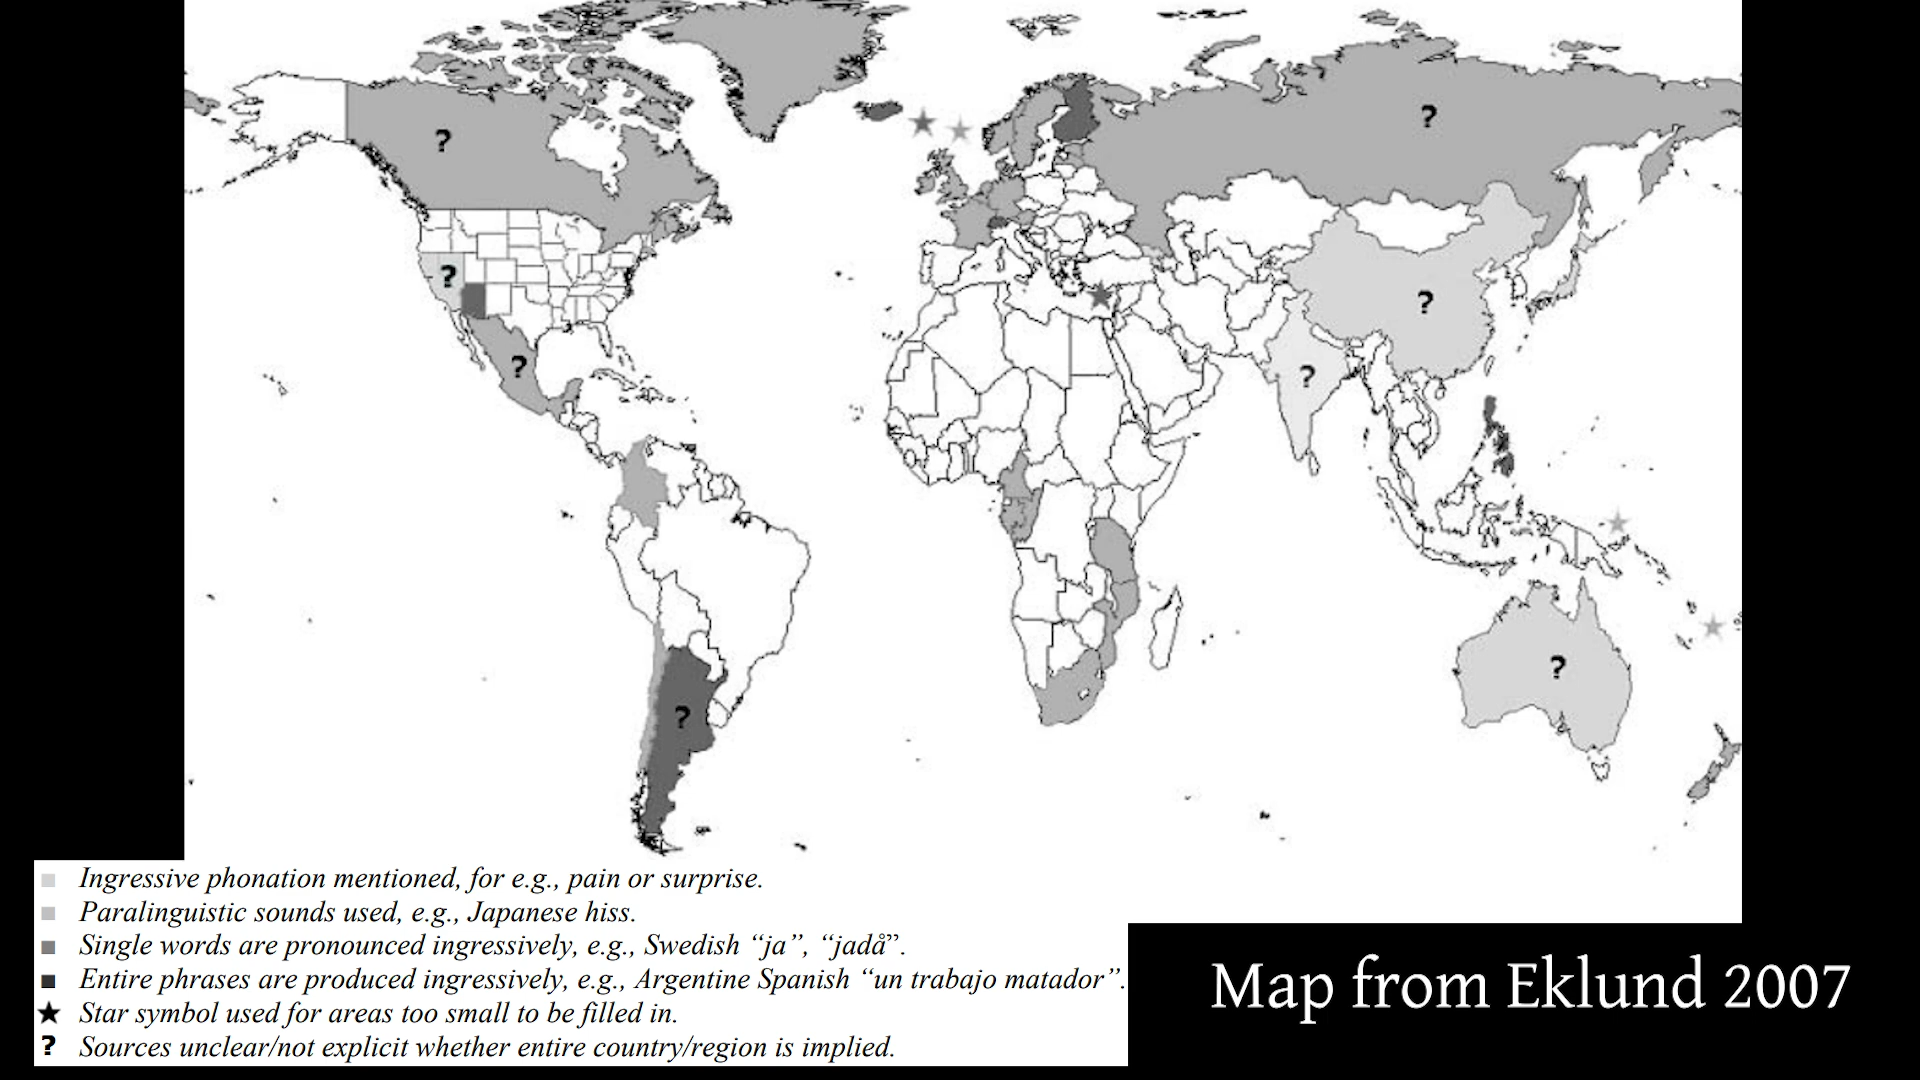 ?
?
?
?
?
?
?
?
?
Ingressive phonation mentioned, for e.g., pain or surprise.
Paralinguistic sounds used, e.g., Japanese hiss.
Single words are pronounced ingressively, e.g., Swedish “ja”, “jadå”.
Entire phrases are produced ingressively, e.g., Argentine Spanish “un trabajo matador”.
★ Star symbol used for areas too small to be filled in.
? Sources unclear/not explicit whether entire country/region is implied.
Map from Eklund 2007